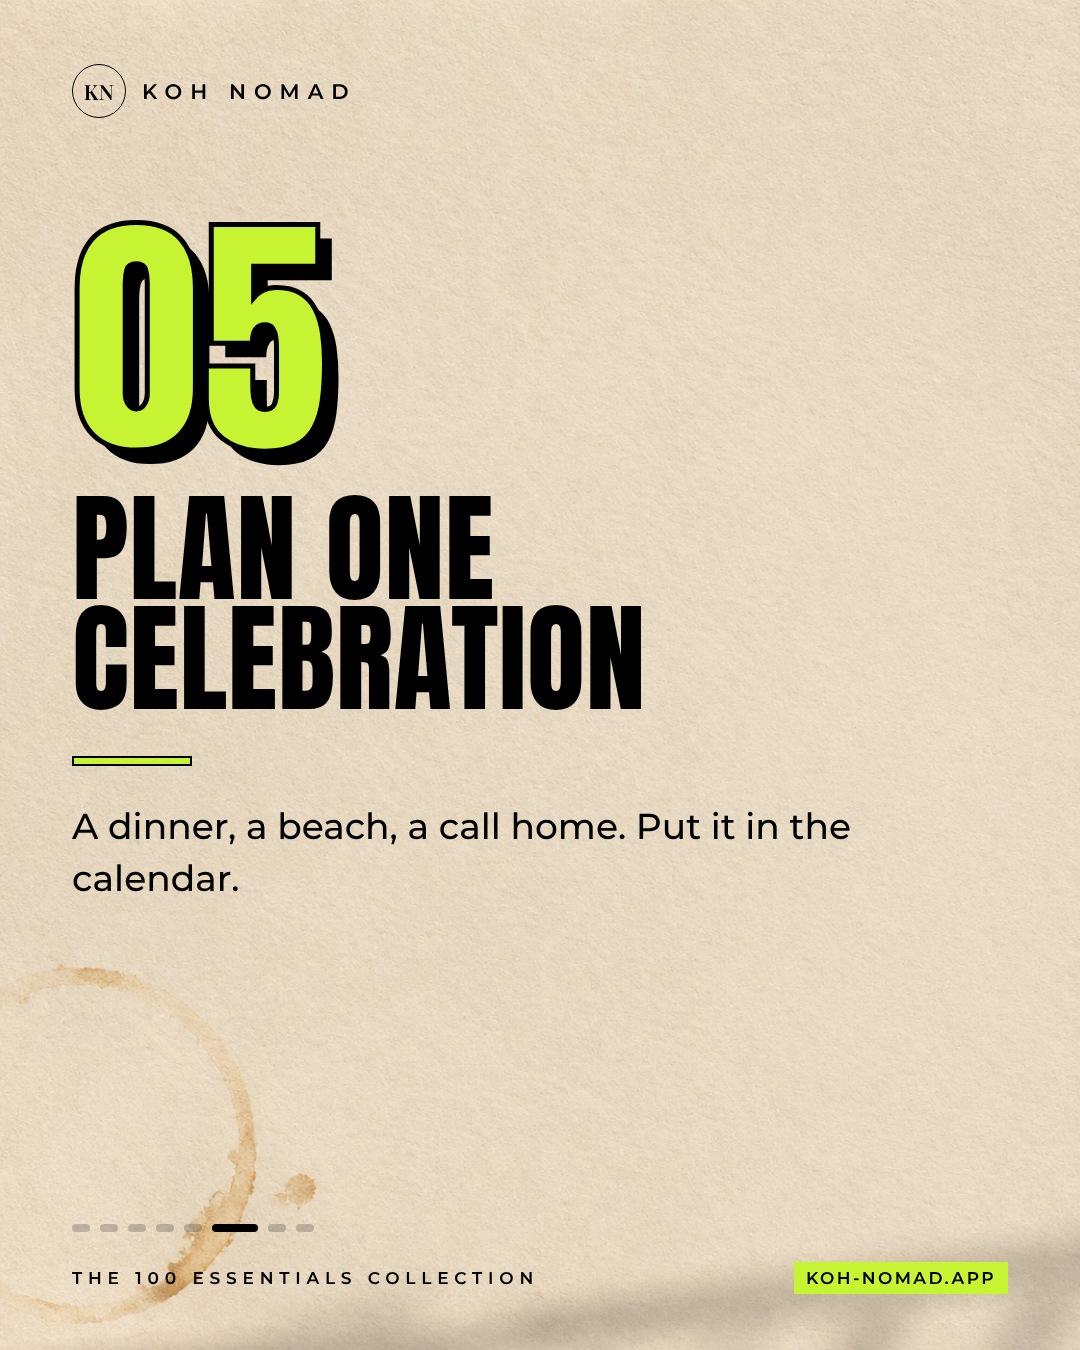 KN KOH NOMAD
05
PLAN ONE
CELEBRATION
A dinner, a beach, a call home. Put it in the
calendar.
THE 100 ESSENTIALS COLLECTION
KOH-NOMAD.APP